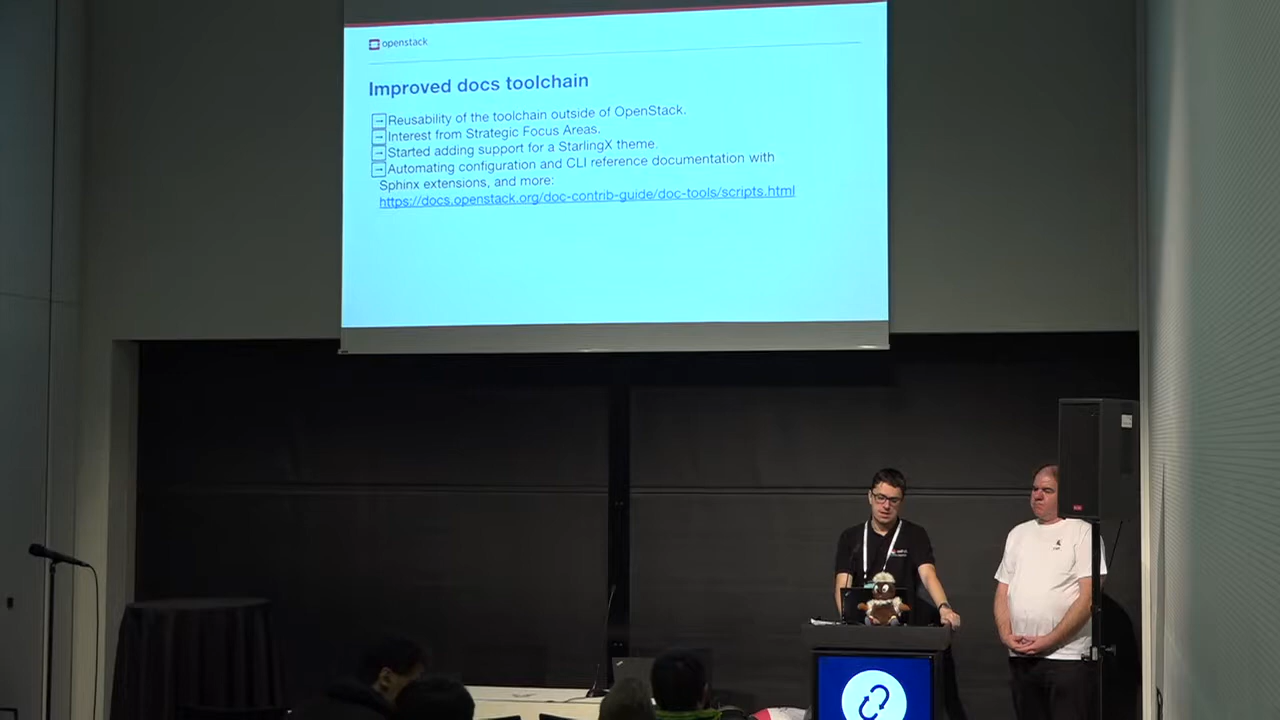 openstack
Improved docs toolchain
→ Reusability of the toolchain outside of OpenStack.
→ Interest from Strategic Focus Areas.
→ Started adding support for a StarlingX theme.
→ Automating configuration and CLI reference documentation with
Sphinx extensions, and more:
https://docs.openstack.org/doc-contrib-guide/doc-tools/scripts.html